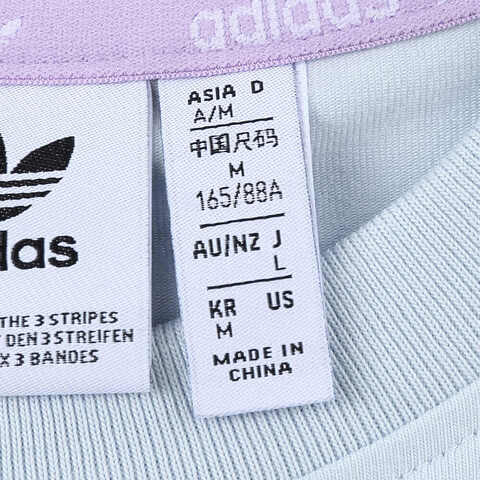 adidas
ASIA D
A/M
中国尺码
M
165/88A
AU/NZ J
L
KR US
M
MADE IN
CHINA
das
THE 3 STRIPES
DEN 3 STREIFEN
X 3 BANDES